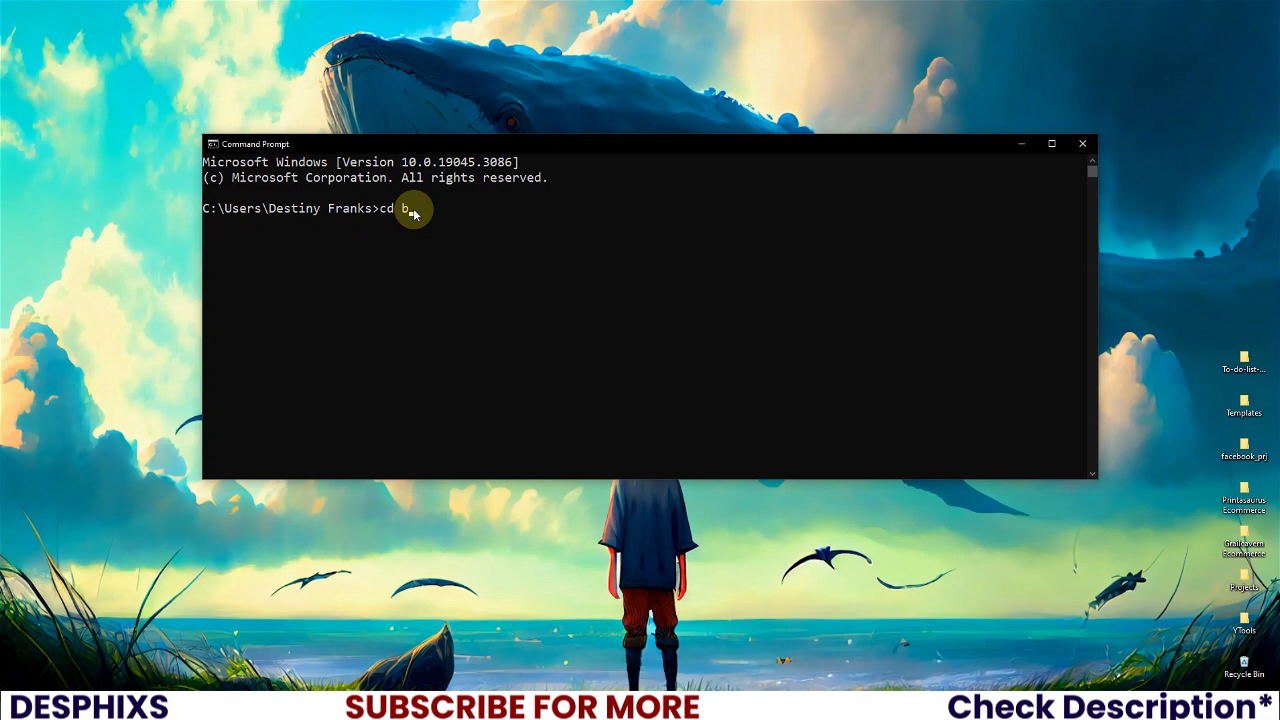 Command Prompt
Microsoft Windows [Version 10.0.19045.3086]
(c) Microsoft Corporation. All rights reserved.
C:\Users\Destiny Franks>cd b
To-do-list-...
Templates
facebook_prj
Printasaurus
Ecommerce
Ecommerce
Projects
YTools
Recycle Bin
DESPHIXS
SUBSCRIBE FOR MORE
Check Description*